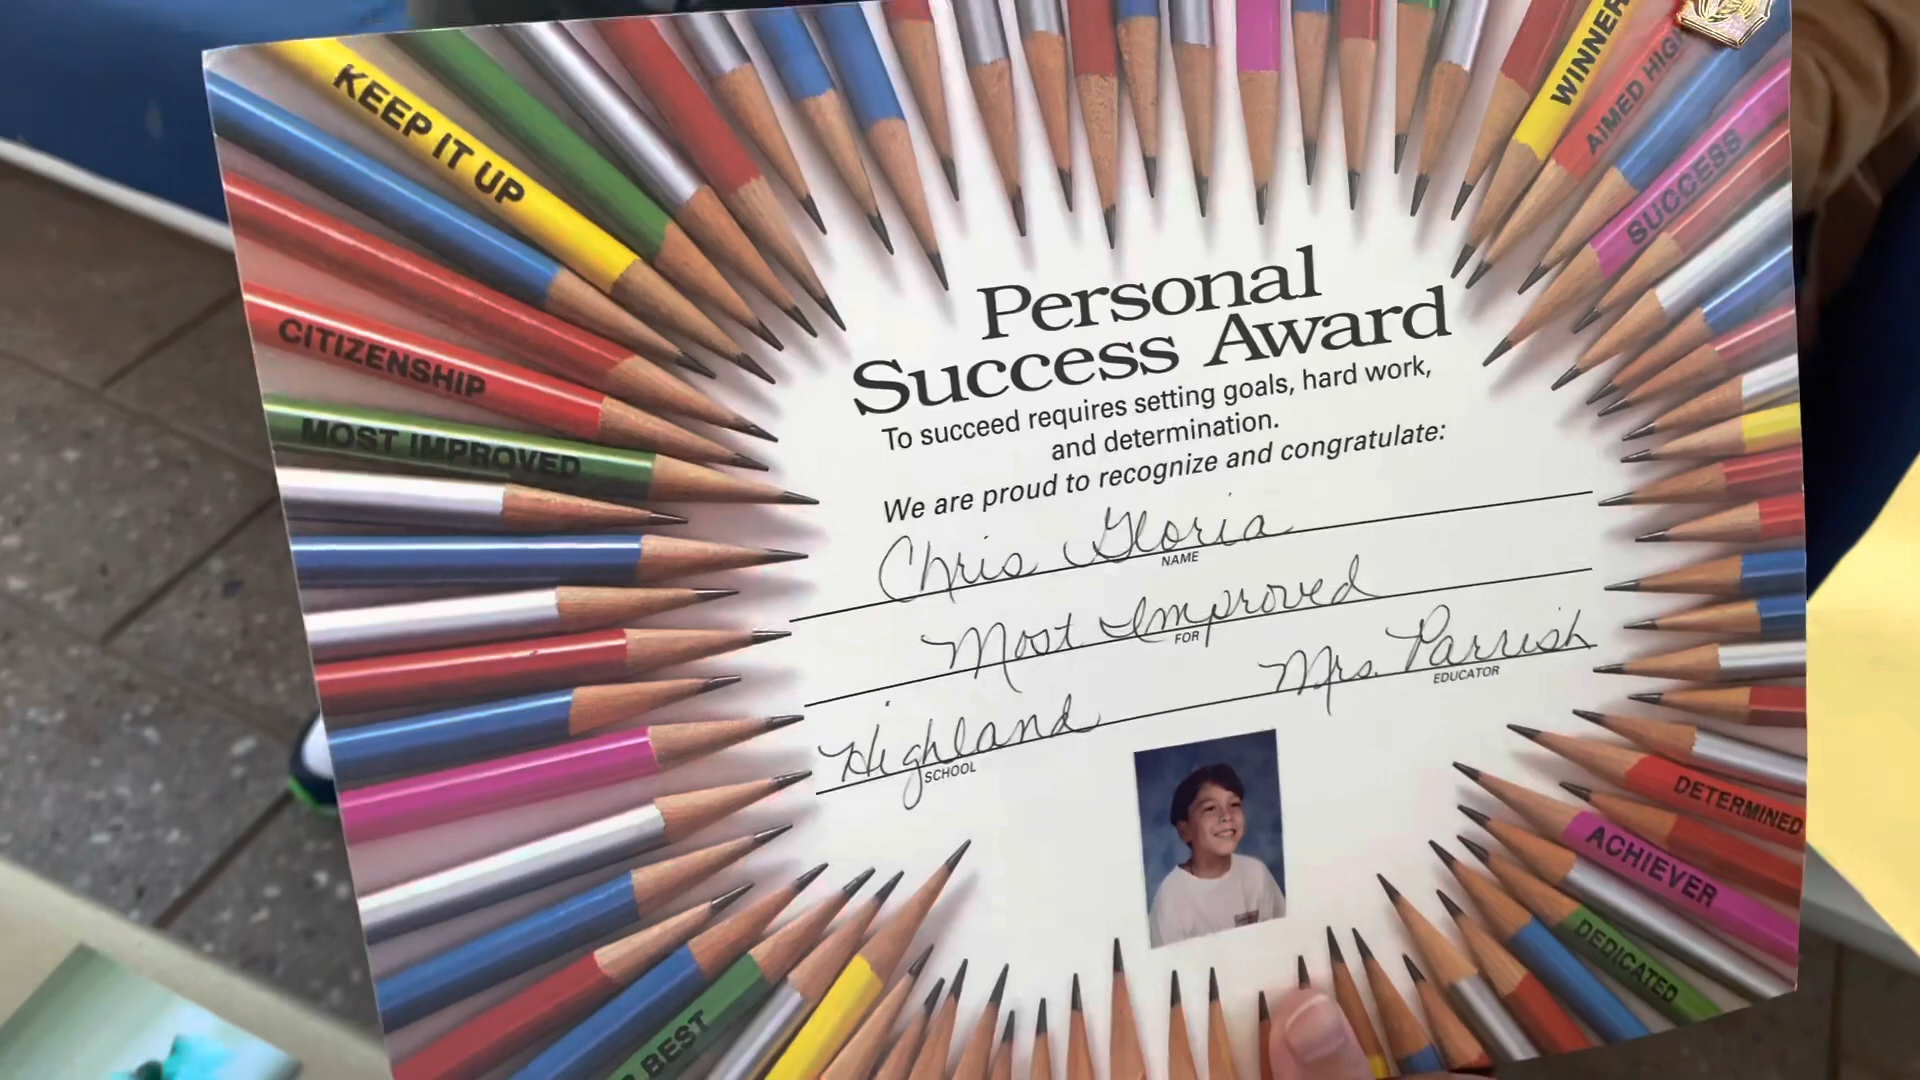 KEEP IT UP
CITIZENSHIP
MOST IMPROVED
WINNER
AIMED HIGH
SUCCESS
Personal
Success Award
To succeed requires setting goals, hard work,
and determination.
We are proud to recognize and congratulate:
Chris Gloria
NAME
Most Improved
FOR
Highland Mrs. Parrish
SCHOOL EDUCATOR
DETERMINED
ACHIEVER
DEDICATED
BEST